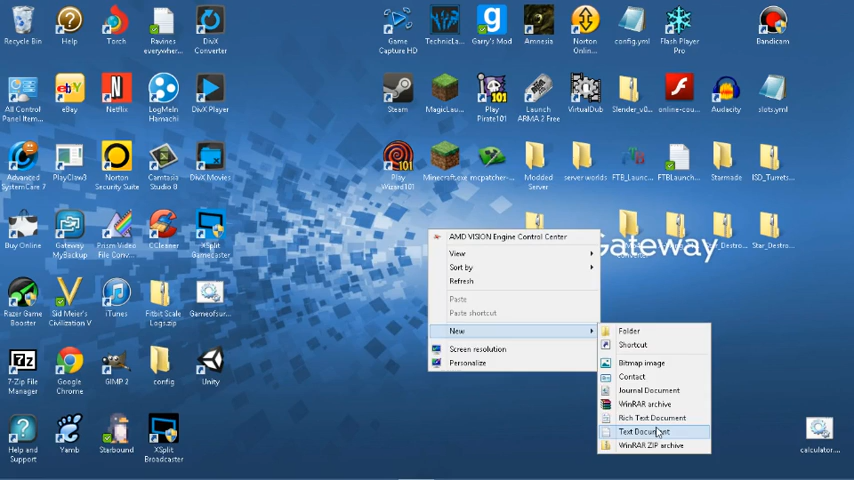 Recycle Bin
Help
Torch
Ravines
everywhere...
DivX
Converter
Game
Capture HD
TechnicLa...
Garry's Mod
Amnesia
Norton
Onlin...
config.yml
Flash Player
Pro
Bandicam
All Control
Panel Item...
eBay
Netflix
LogMeIn
Hamachi
DivX Player
Steam
MagicLau...
Play
Pirate101
Launch
ARMA 2 Free
VirtualDub
Slender_v0...
online-cou...
Audacity
slots.yml
Advanced
SystemCare 7
PlayClaw3
Norton
Security Suite
Camtasia
Studio 8
DivX Movies
Play
Wizard101
Minecraft.exe
mcpatcher-...
Modded
Server
server worlds
FTB_Launc...
FTBLaunch...
Starmade
ISD_Turrets...
Buy Online
Gateway
MyBackup
Prism Video
File Conv...
CCleaner
XSplit
Gamecaster
Star_Destro...
Gateway
Razer Game
Booster
Sid Meier's
Civilization V
iTunes
Fitbit Scale
Logs.zip
Gameofsur...
7-Zip File
Manager
Google
Chrome
GIMP 2
config
Unity
Help and
Support
Yamb
Starbound
XSplit
Broadcaster
calculator....
AMD VISION Engine Control Center
View
Sort by
Refresh
Paste
Paste shortcut
New
Screen resolution
Personalize
Folder
Shortcut
Bitmap image
Contact
Journal Document
WinRAR archive
Rich Text Document
Text Document
WinRAR ZIP archive